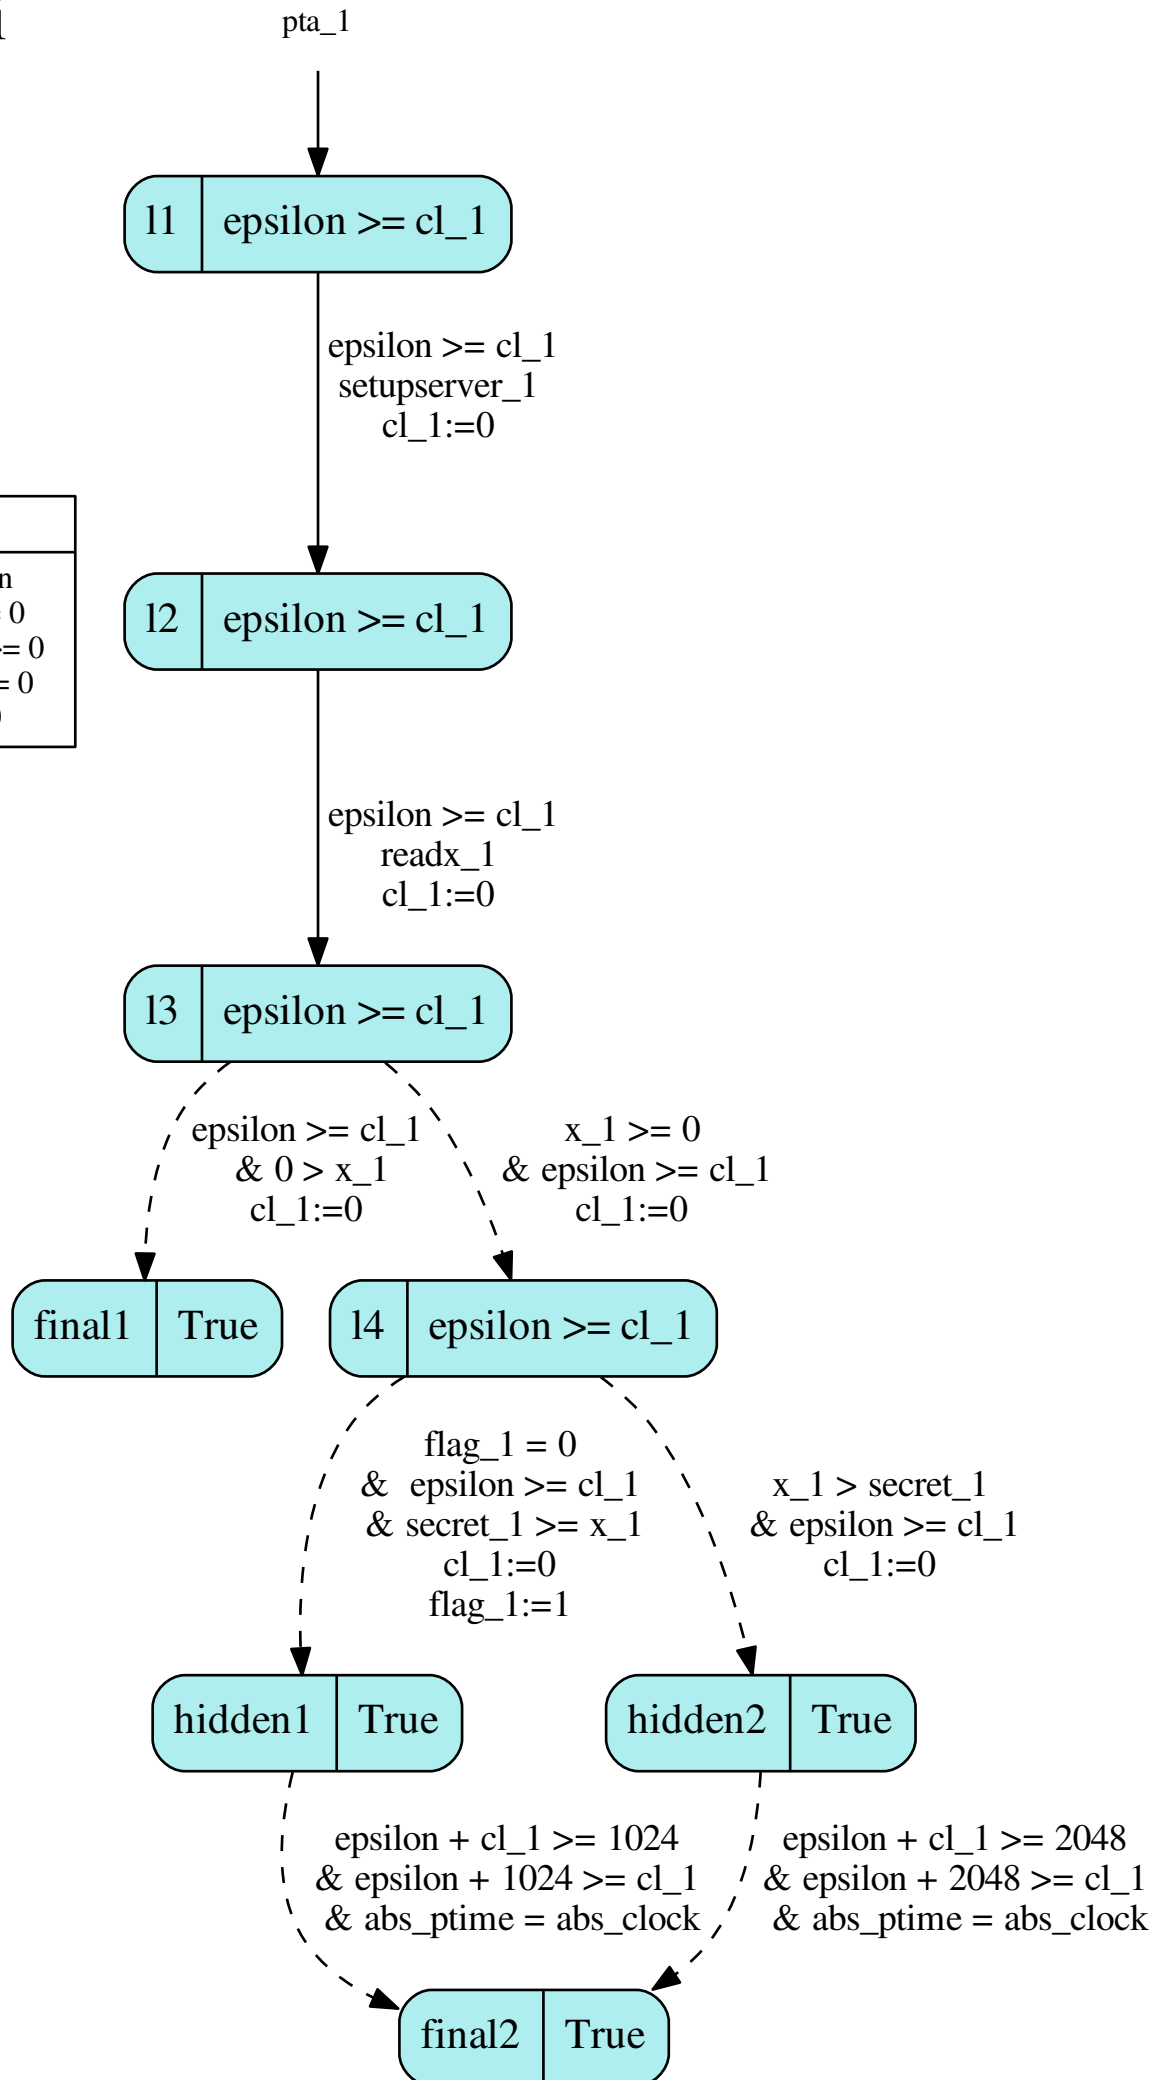 pta_1
l1 epsilon >= cl_1
epsilon >= cl_1
setupserver_1
cl_1:=0
n
0
= 0
= 0
l2 epsilon >= cl_1
epsilon >= cl_1
readx_1
cl_1:=0
l3 epsilon >= cl_1
epsilon >= cl_1
& 0 > x_1
cl_1:=0
x_1 >= 0
& epsilon >= cl_1
cl_1:=0
final1 True
l4 epsilon >= cl_1
flag_1 = 0
&  epsilon >= cl_1
& secret_1 >= x_1
cl_1:=0
flag_1:=1
x_1 > secret_1
& epsilon >= cl_1
cl_1:=0
hidden1 True
hidden2 True
epsilon + cl_1 >= 1024
& epsilon + 1024 >= cl_1
& abs_ptime = abs_clock
epsilon + cl_1 >= 2048
& epsilon + 2048 >= cl_1
& abs_ptime = abs_clock
final2 True